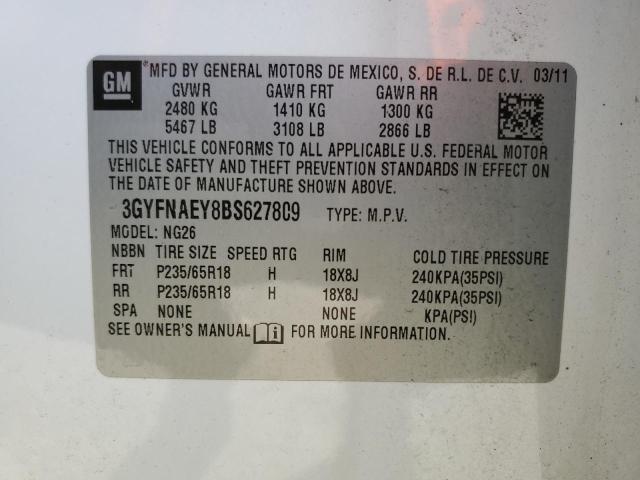 GM
® MFD BY GENERAL MOTORS DE MEXICO, S. DE R.L. DE C.V. 03/11
GVWR GAWR FRT GAWR RR
2480 KG 1410 KG 1300 KG
5467 LB 3108 LB 2866 LB
THIS VEHICLE CONFORMS TO ALL APPLICABLE U.S. FEDERAL MOTOR
VEHICLE SAFETY AND THEFT PREVENTION STANDARDS IN EFFECT ON
THE DATE OF MANUFACTURE SHOWN ABOVE.
3GYFNAEY8BS627809 TYPE: M.P.V.
MODEL: NG26
NBBN TIRE SIZE SPEED RTG RIM COLD TIRE PRESSURE
FRT P235/65R18 H 18X8J 240KPA(35PSI)
RR P235/65R18 H 18X8J 240KPA(35PSI)
SPA NONE NONE KPA(PSI)
SEE OWNER'S MANUAL FOR MORE INFORMATION.